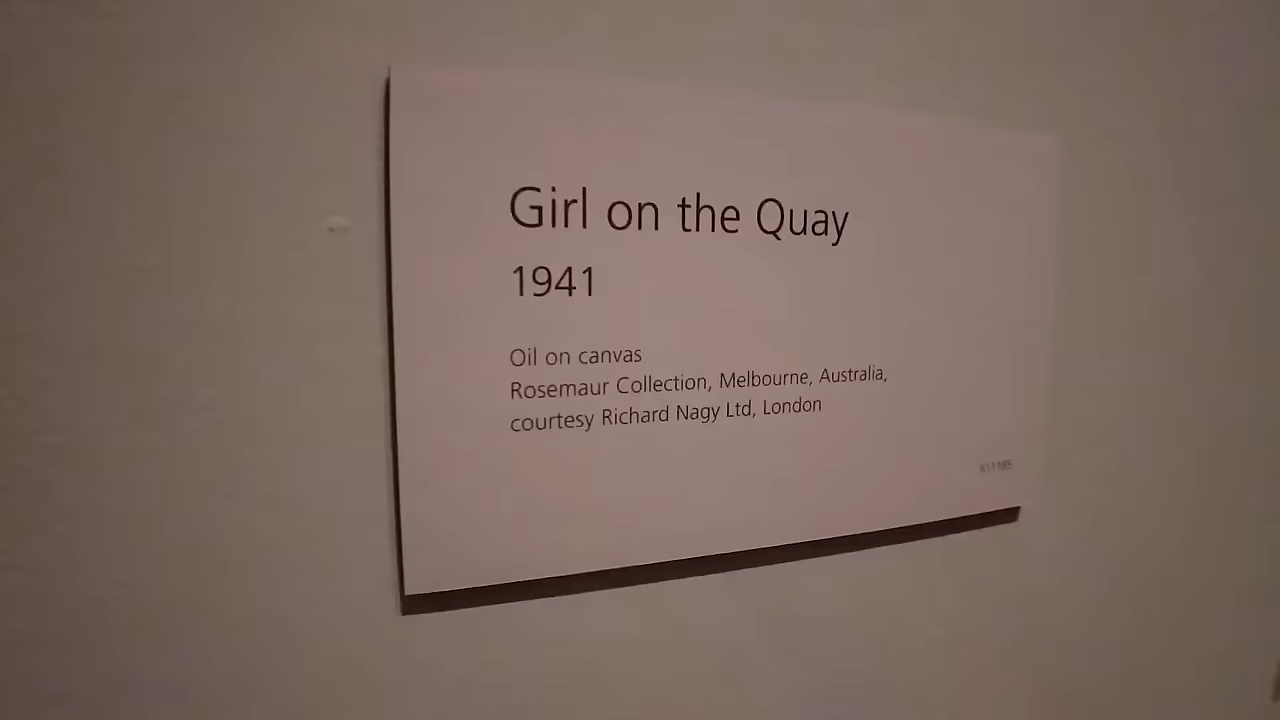 Girl on the Quay
1941
Oil on canvas
Rosemaur Collection, Melbourne, Australia,
courtesy Richard Nagy Ltd, London